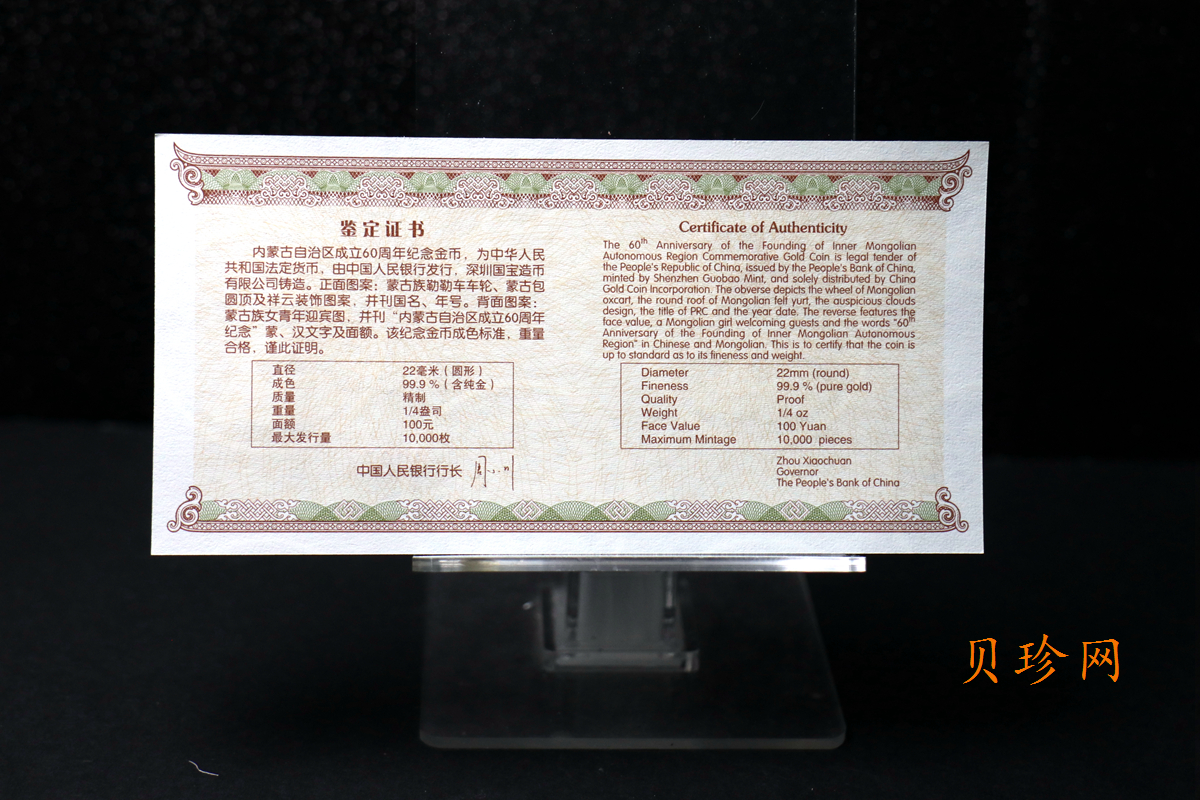 鉴定证书
内蒙古自治区成立60周年纪念金币，为中华人民
共和国法定货币，由中国人民银行发行，深圳国宝造币
有限公司铸造。正面图案：蒙古族勒勒车车轮、蒙古包
圆顶及祥云装饰图案，并刊国名、年号。背面图案：
蒙古族女青年迎宾图，并刊“内蒙古自治区成立60周年
纪念”蒙、汉文字及面额。该纪念金币成色标准，重量
合格，谨此证明。
直径 22毫米（圆形）
成色 99.9%（含纯金）
质量 精制
重量 1/4盎司
面额 100元
最大发行量 10,000枚
中国人民银行行长
Certificate of Authenticity
The 60th Anniversary of the Founding of Inner Mongolian
Autonomous Region Commemorative Gold Coin is legal tender of
the People's Republic of China, issued by the People's Bank of China,
minted by Shenzhen Guobao Mint, and solely distributed by China
Gold Coin Incorporation. The obverse depicts the wheel of Mongolian
oxcart, the round roof of Mongolian felt yurt, the auspicious clouds
design, the title of PRC and the year date. The reverse features the
face value, a Mongolian girl welcoming guests and the words "60th
Anniversary of the Founding of Inner Mongolian Autonomous
Region" in Chinese and Mongolian. This is to certify that the coin is
up to standard as to its fineness and weight.
Diameter 22mm (round)
Fineness 99.9 % (pure gold)
Quality Proof
Weight 1/4 oz
Face Value 100 Yuan
Maximum Mintage 10,000 pieces
Zhou Xiaochuan
Governor
The People's Bank of China
贝珍网